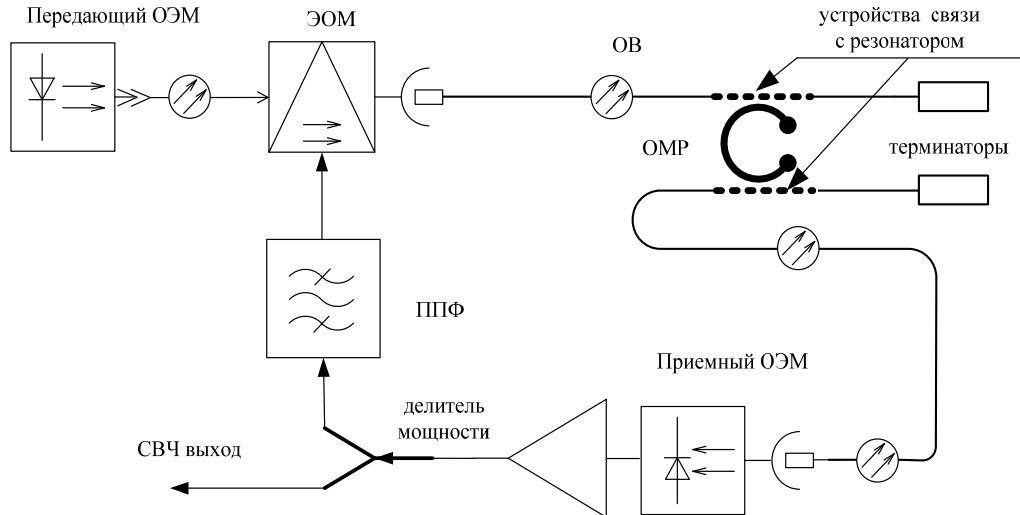 Передающий ОЭМ
ЭОМ
устройства связи
с резонатором
ОВ
ОМР
терминаторы
ППФ
Приемный ОЭМ
делитель
мощности
СВЧ выход